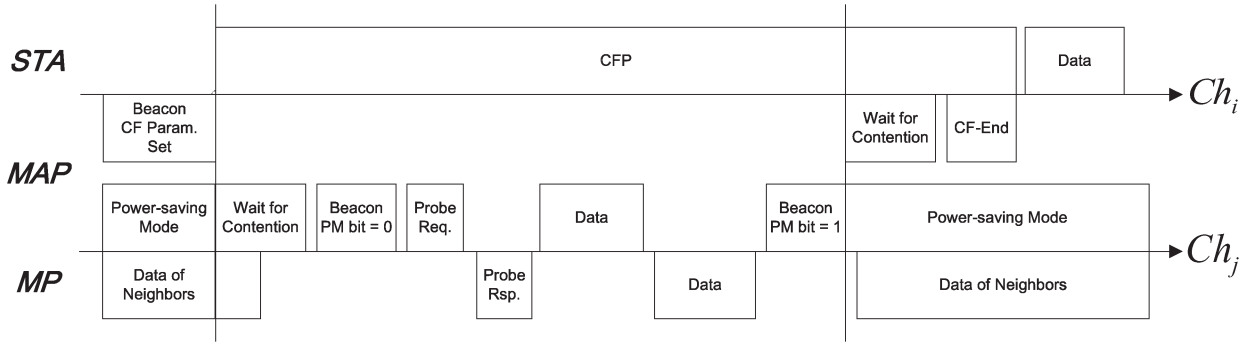 STA
CFP
Data
Ch_i
Beacon
CF Param.
Set
Wait for
Contention
CF-End
MAP
Power-saving
Mode
Wait for
Contention
Beacon
PM bit = 0
Probe
Req.
Data
Beacon
PM bit = 1
Power-saving Mode
Ch_j
MP
Data of
Neighbors
Probe
Rsp.
Data
Data of Neighbors